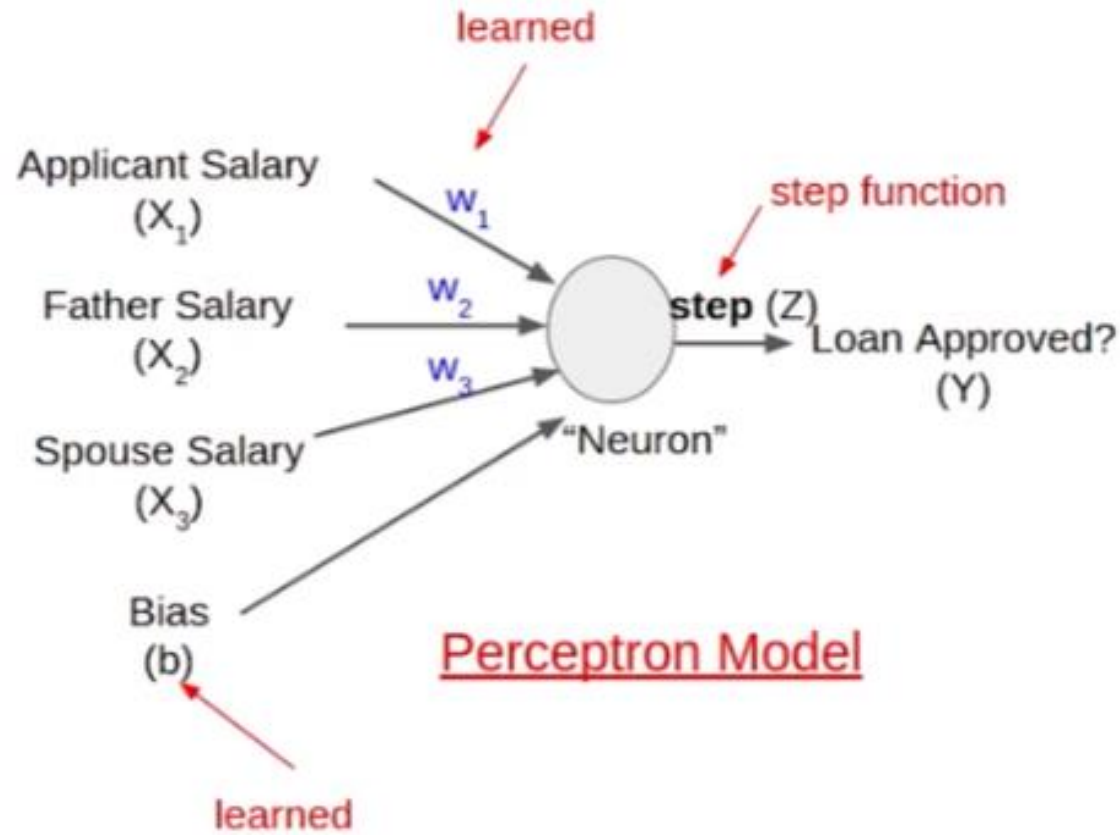 learned
Applicant Salary
(X₁)
w₁
step function
Father Salary
(X₂)
w₂
step (Z)
Loan Approved?
(Y)
w₃
"Neuron"
Spouse Salary
(X₃)
Bias
(b)
Perceptron Model
learned